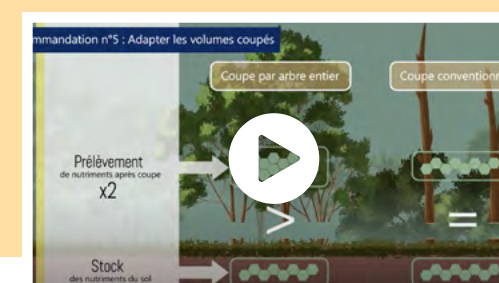 mmandation n°5 : Adapter les volumes coupés
Coupe par arbre entier
Coupe conventionn
Prélèvement
de nutriments après coupe
x2
>
=
Stock
des nutriments du sol